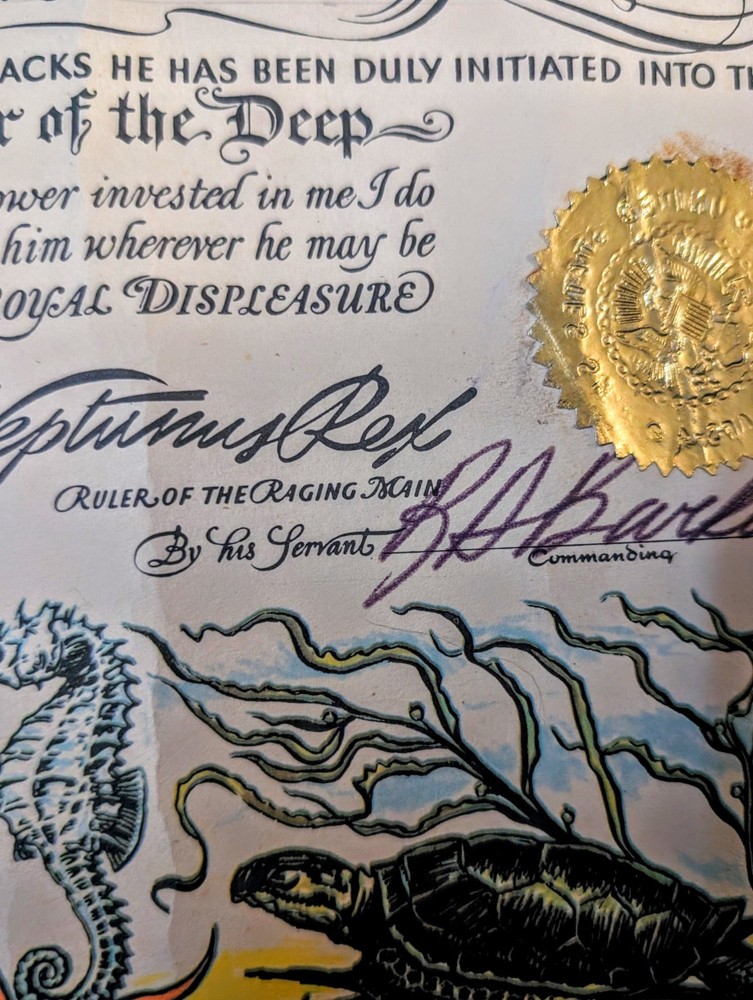 ACKS HE HAS BEEN DULY INITIATED INTO TH
r of the Deep
ower invested in me I do
him wherever he may be
OYAL DISPLEASURE
eptunus Rex
RULER OF THE RAGING MAIN
By his Servant
Commanding